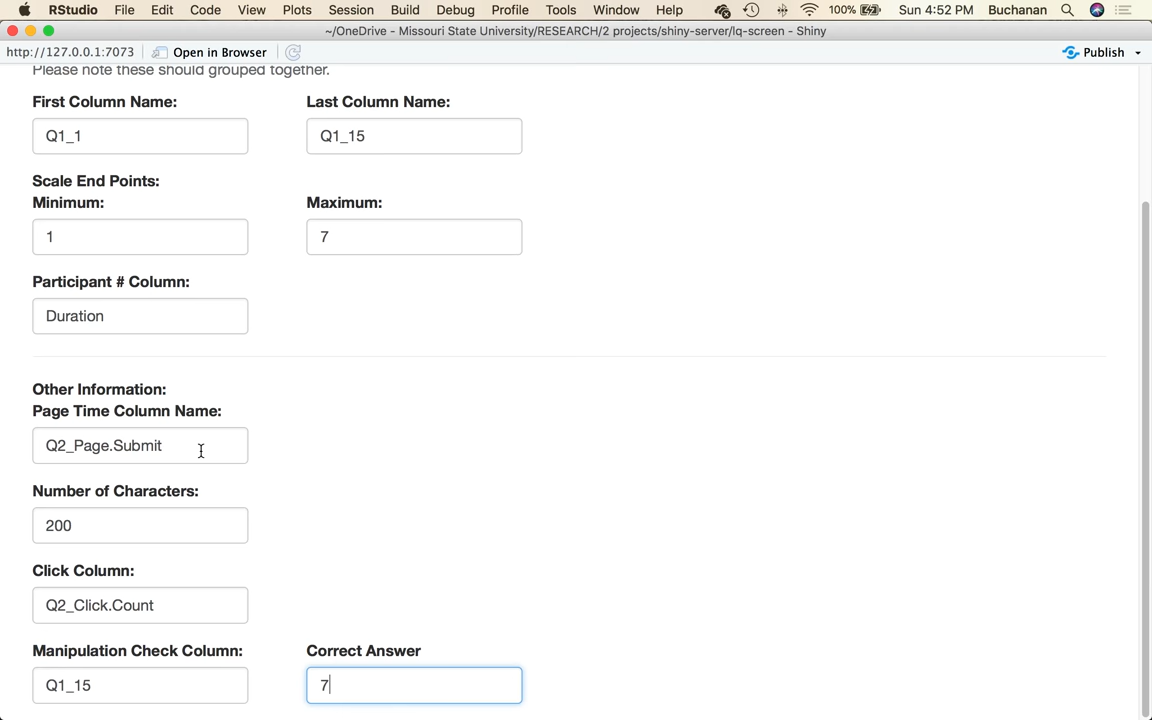 RStudio File Edit Code View Plots Session Build Debug Profile Tools Window Help 100% Sun 4:52 PM Buchanan
~/OneDrive - Missouri State University/RESEARCH/2 projects/shiny-server/lq-screen - Shiny
http://127.0.0.1:7073 Open in Browser Publish
Please note these should grouped together.
First Column Name: Last Column Name:
Q1_1 Q1_15
Scale End Points:
Minimum: Maximum:
1 7
Participant # Column:
Duration
Other Information:
Page Time Column Name:
Q2_Page.Submit
Number of Characters:
200
Click Column:
Q2_Click.Count
Manipulation Check Column: Correct Answer
Q1_15 7